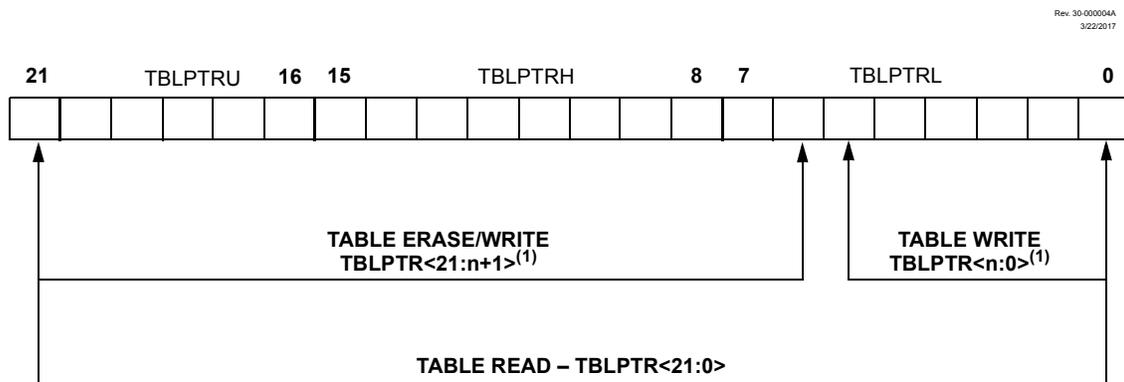 Rev. 30-000004A
3/22/2017
21 TBLPTRU 16 15 TBLPTRH 8 7 TBLPTRL 0
TABLE ERASE/WRITE
TBLPTR<21:n+1>(1)
TABLE WRITE
TBLPTR<n:0>(1)
TABLE READ – TBLPTR<21:0>